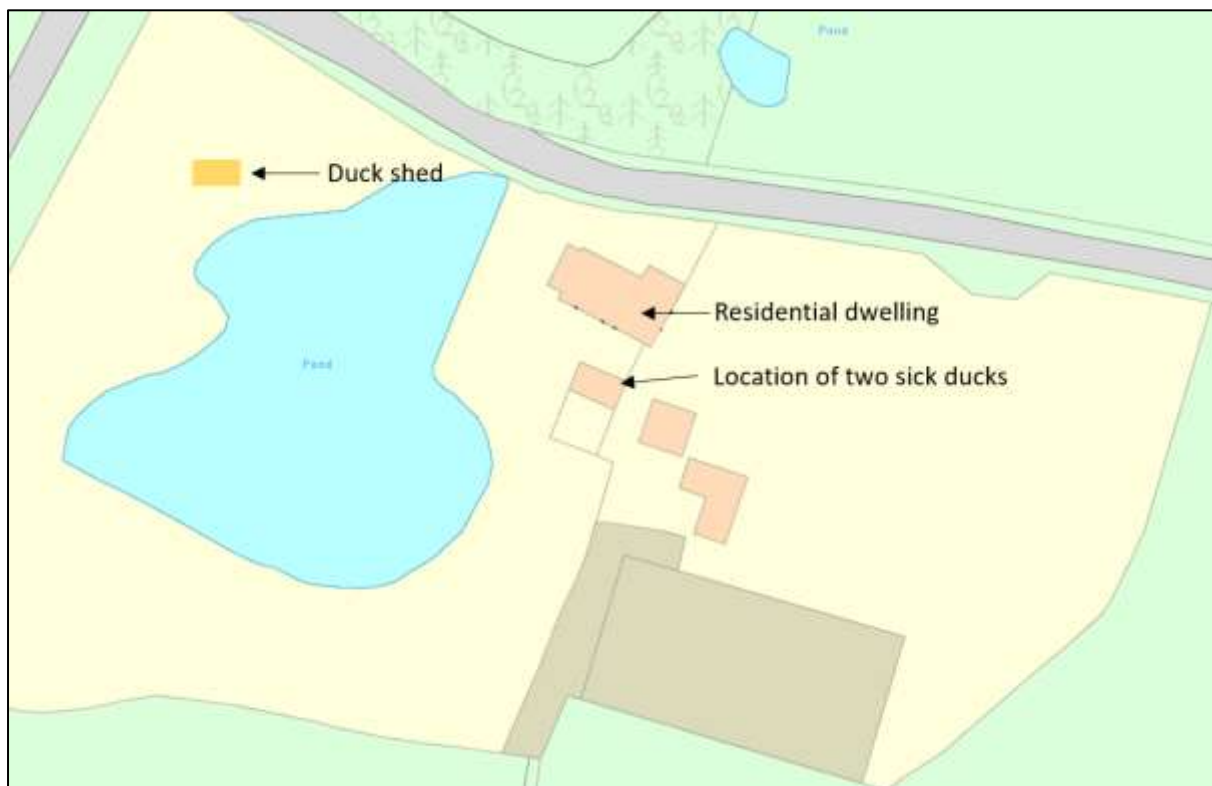 Pond
Duck shed
Residential dwelling
Pond
Location of two sick ducks